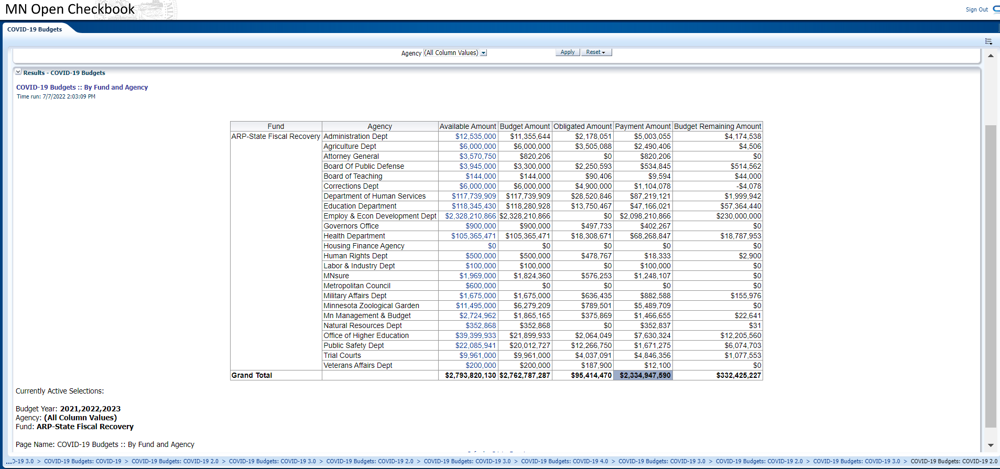 MN Open Checkbook
Sign Out
COVID-19 Budgets
Agency (All Column Values) Apply Reset
Results - COVID-19 Budgets
COVID-19 Budgets :: By Fund and Agency
Time run: 7/7/2022 2:03:09 PM
Fund Agency Available Amount Budget Amount Obligated Amount Payment Amount Budget Remaining Amount
ARP-State Fiscal Recovery Administration Dept $12,535,000 $11,355,644 $2,178,051 $5,003,055 $4,174,538
Agriculture Dept $6,000,000 $6,000,000 $3,505,088 $2,490,406 $4,506
Attorney General $3,570,750 $820,206 $0 $820,206 $0
Board Of Public Defense $3,945,000 $3,300,000 $2,250,593 $534,845 $514,562
Board of Teaching $144,000 $144,000 $90,406 $9,594 $44,000
Corrections Dept $6,000,000 $6,000,000 $4,900,000 $1,104,078 -$4,078
Department of Human Services $117,739,909 $117,739,909 $28,520,846 $87,219,121 $1,999,942
Education Department $118,345,430 $118,280,928 $13,750,467 $47,166,021 $57,364,440
Employ & Econ Development Dept $2,328,210,866 $2,328,210,866 $0 $2,098,210,866 $230,000,000
Governors Office $900,000 $900,000 $497,733 $402,267 $0
Health Department $105,365,471 $105,365,471 $18,308,671 $68,268,847 $18,787,953
Housing Finance Agency $0 $0 $0 $0 $0
Human Rights Dept $500,000 $500,000 $478,767 $18,333 $2,900
Labor & Industry Dept $100,000 $100,000 $0 $100,000 $0
MNsure $1,969,000 $1,824,360 $576,253 $1,248,107 $0
Metropolitan Council $600,000 $0 $0 $0 $0
Military Affairs Dept $1,675,000 $1,675,000 $636,435 $882,588 $155,976
Minnesota Zoological Garden $11,495,000 $6,279,209 $789,501 $5,489,709 $0
Mn Management & Budget $2,724,962 $1,865,165 $375,869 $1,466,655 $22,641
Natural Resources Dept $352,868 $352,868 $0 $352,837 $31
Office of Higher Education $39,399,933 $21,899,933 $2,064,049 $7,630,324 $12,205,560
Public Safety Dept $22,085,941 $20,012,727 $12,266,750 $1,671,275 $6,074,703
Trial Courts $9,961,000 $9,961,000 $4,037,091 $4,846,356 $1,077,553
Veterans Affairs Dept $200,000 $200,000 $187,900 $12,100 $0
Grand Total $2,793,820,130 $2,762,787,287 $95,414,470 $2,334,947,590 $332,425,227
Currently Active Selections:
Budget Year: 2021,2022,2023
Agency: (All Column Values)
Fund: ARP-State Fiscal Recovery
Page Name: COVID-19 Budgets :: By Fund and Agency
...D-19 3.0 > COVID-19 Budgets: COVID-19 > COVID-19 Budgets: COVID-19 2.0 > COVID-19 Budgets: COVID-19 3.0 > COVID-19 Budgets: COVID-19 2.0 > COVID-19 Budgets: COVID-19 3.0 > COVID-19 Budgets: COVID-19 4.0 > COVID-19 Budgets: COVID-19 3.0 > COVID-19 Budgets: COVID-19 2.0 > COVID-19 Budgets: COVID-19 3.0 > COVID-19 Budgets: COVID-19 2.0